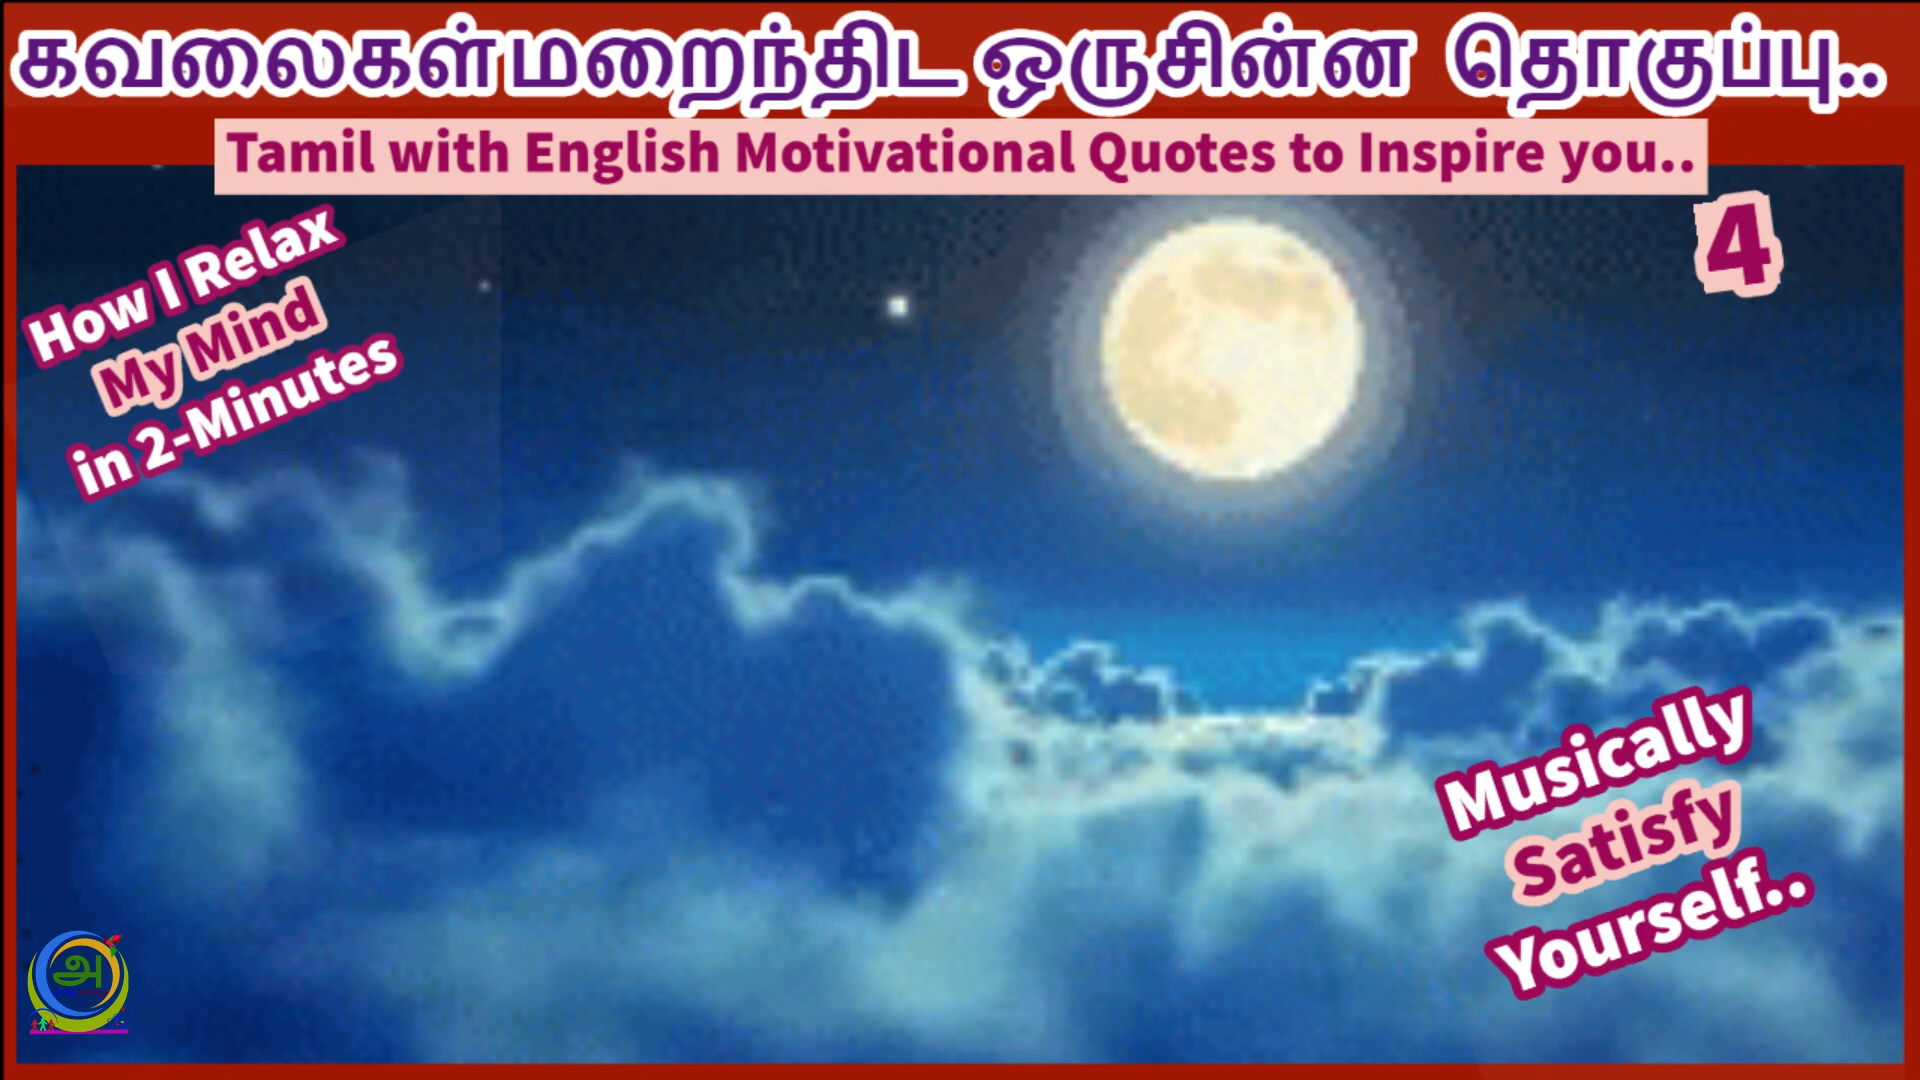 கவலைகள்மறைந்திட ஒருசின்ன தொகுப்பு..
Tamil with English Motivational Quotes to Inspire you..
4
How I Relax
My Mind
in 2-Minutes
Musically
Satisfy
Yourself..
அ